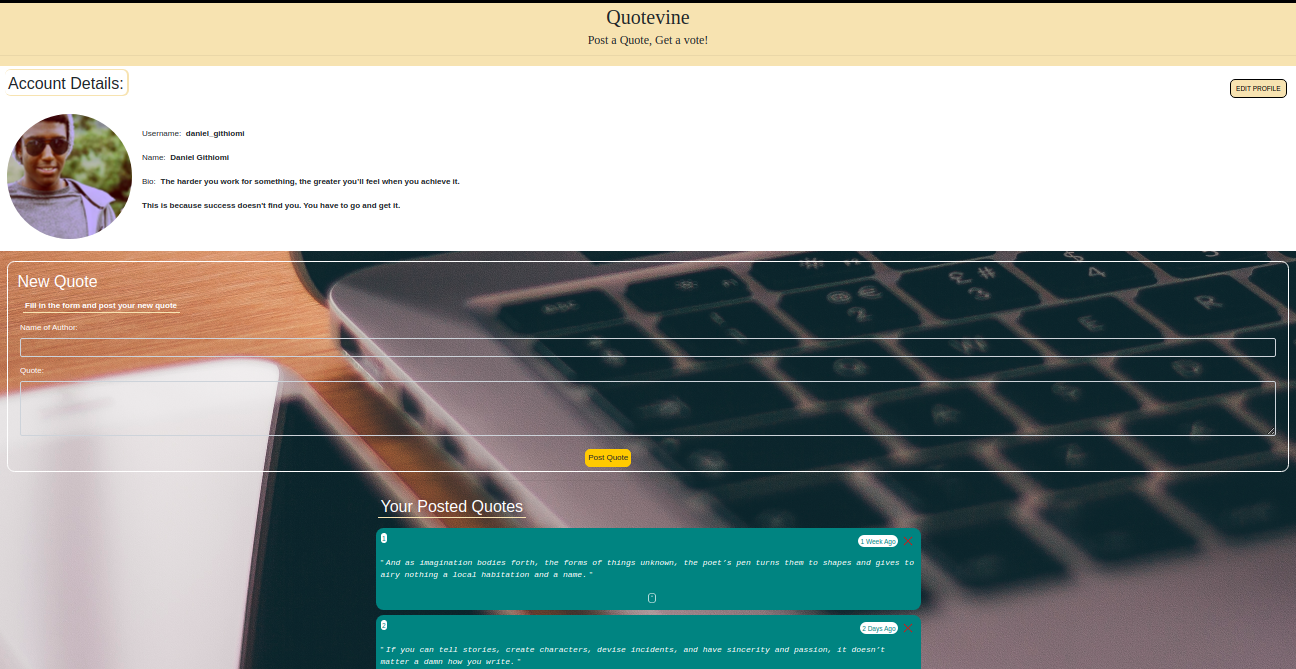 Quotevine
Post a Quote, Get a vote!
Account Details:
EDIT PROFILE
Username: daniel_githiomi
Name: Daniel Githiomi
Bio: The harder you work for something, the greater you'll feel when you achieve it.
This is because success doesn't find you. You have to go and get it.
New Quote
Fill in the form and post your new quote
Name of Author:
Quote:
Post Quote
Your Posted Quotes
1
1 Week Ago
"And as imagination bodies forth, the forms of things unknown, the poet's pen turns them to shapes and gives to
airy nothing a local habitation and a name."
2
2 Days Ago
"If you can tell stories, create characters, devise incidents, and have sincerity and passion, it doesn't
matter a damn how you write."